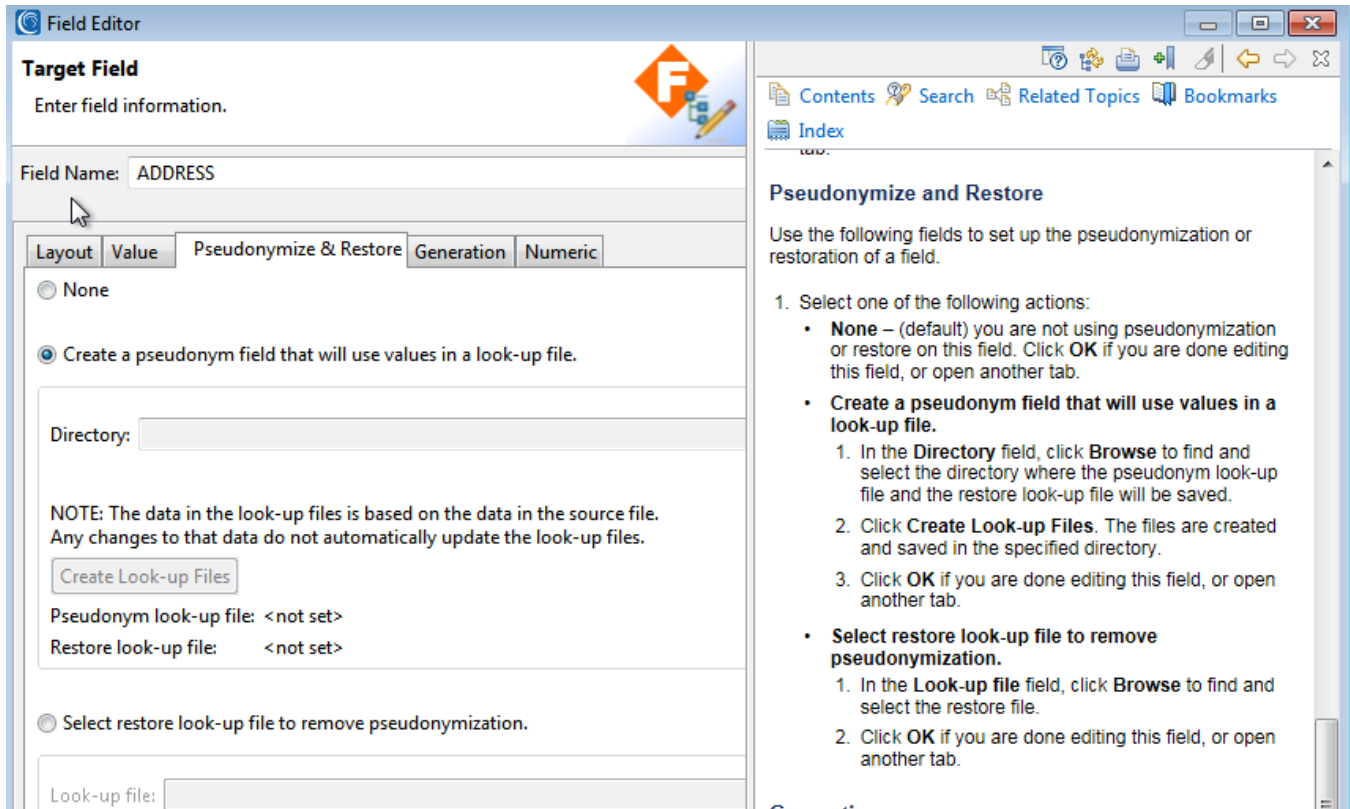 Field Editor
Target Field
Enter field information.
Field Name: ADDRESS
Layout Value Pseudonymize & Restore Generation Numeric
None
Create a pseudonym field that will use values in a look-up file.
Directory:
NOTE: The data in the look-up files is based on the data in the source file.
Any changes to that data do not automatically update the look-up files.
Create Look-up Files
Pseudonym look-up file: <not set>
Restore look-up file: <not set>
Select restore look-up file to remove pseudonymization.
Look-up file:
Contents Search Related Topics Bookmarks
Index
tab.
Pseudonymize and Restore
Use the following fields to set up the pseudonymization or
restoration of a field.
1. Select one of the following actions:
• None – (default) you are not using pseudonymization
or restore on this field. Click OK if you are done editing
this field, or open another tab.
• Create a pseudonym field that will use values in a
look-up file.
1. In the Directory field, click Browse to find and
select the directory where the pseudonym look-up
file and the restore look-up file will be saved.
2. Click Create Look-up Files. The files are created
and saved in the specified directory.
3. Click OK if you are done editing this field, or open
another tab.
• Select restore look-up file to remove
pseudonymization.
1. In the Look-up file field, click Browse to find and
select the restore file.
2. Click OK if you are done editing this field, or open
another tab.